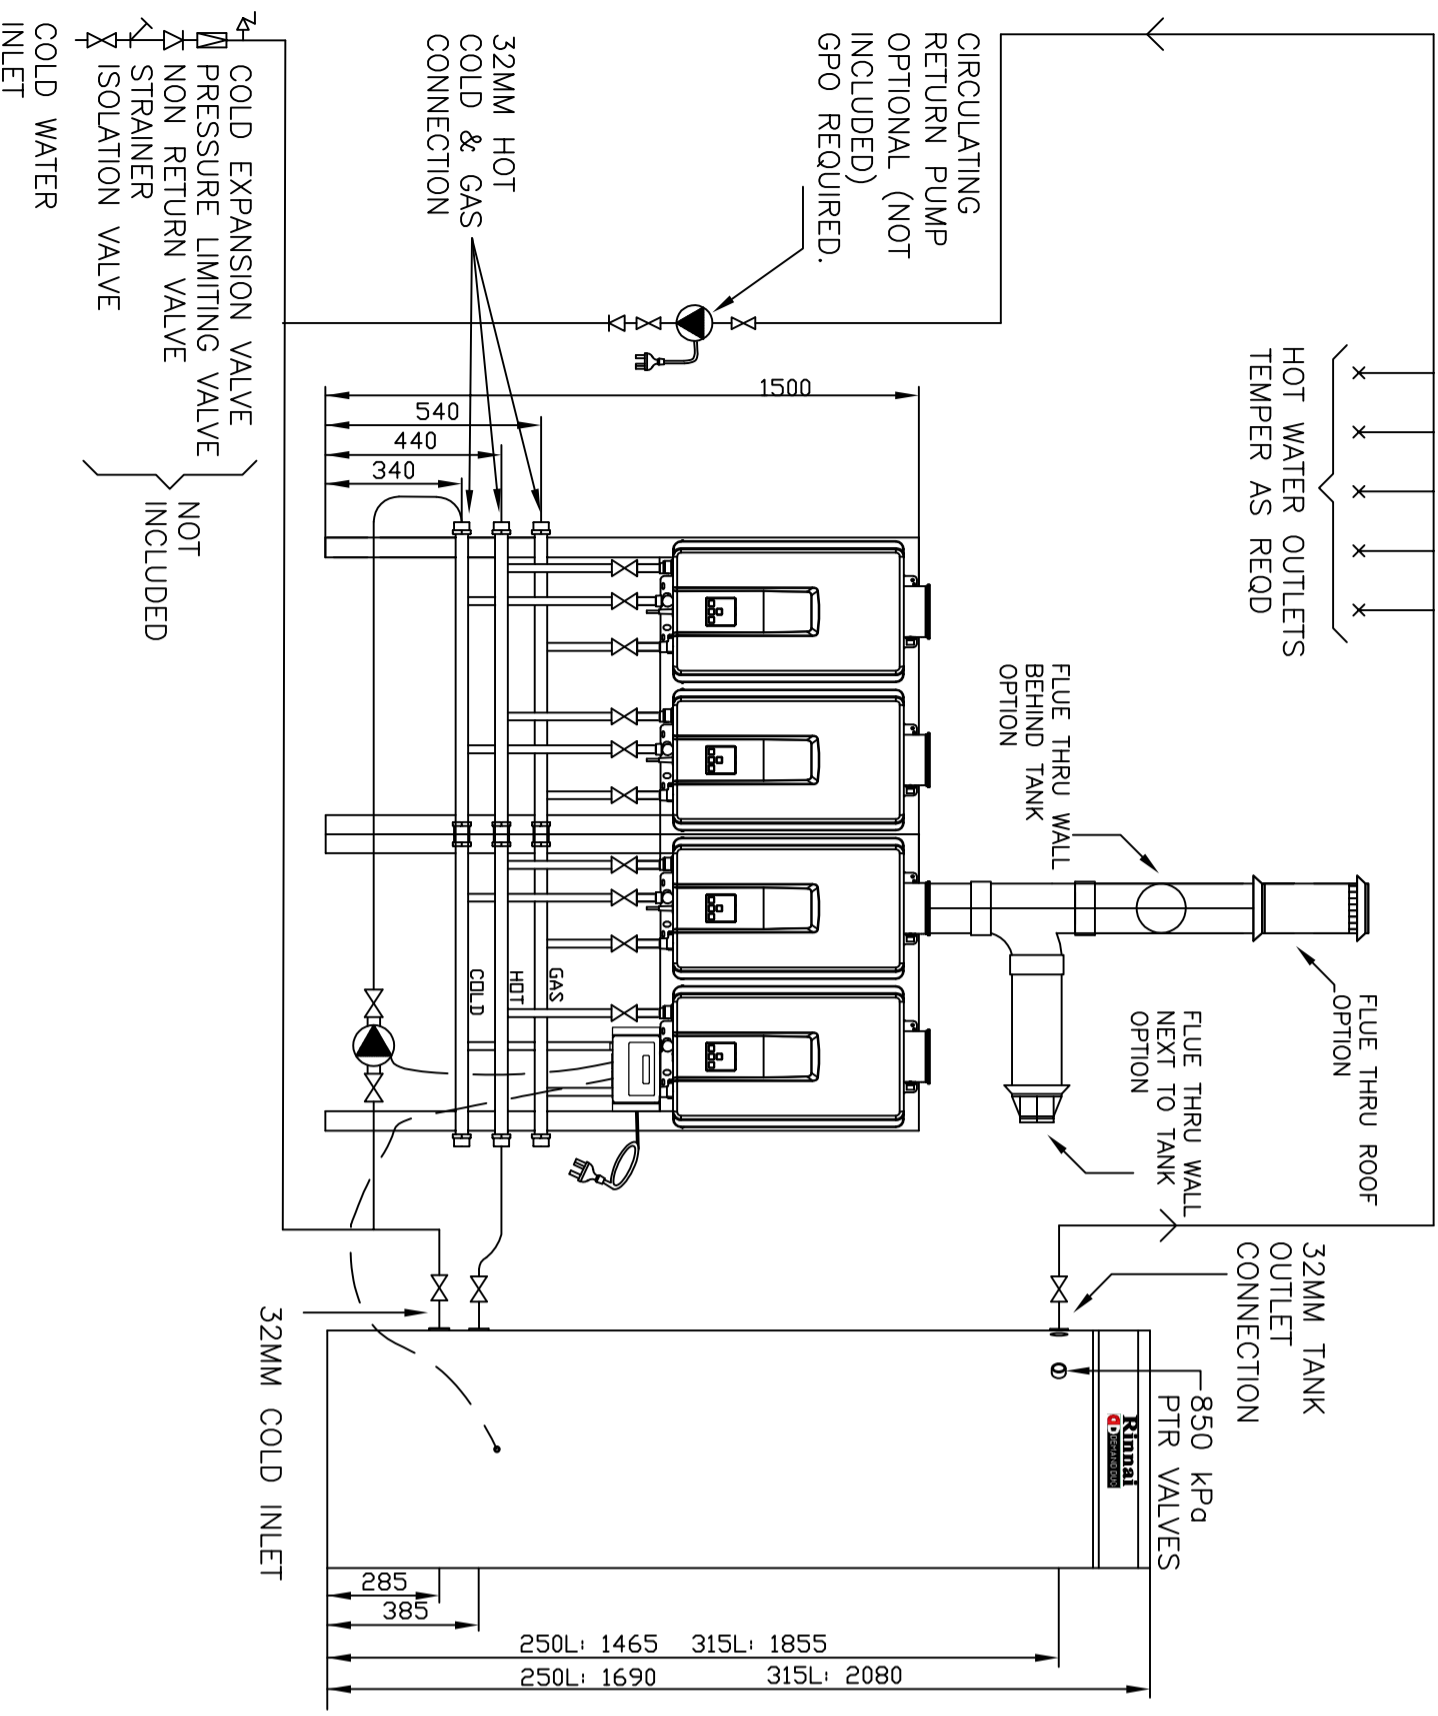 CIRCULATING
RETURN PUMP
OPTIONAL (NOT
INCLUDED)
GPO REQUIRED.
HOT WATER OUTLETS
TEMPER AS REQD
FLUE THRU ROOF
OPTION
FLUE THRU WALL
NEXT TO TANK
OPTION
FLUE THRU WALL
BEHIND TANK
OPTION
32MM TANK
OUTLET
CONNECTION
850 kPa
PTR VALVES
Rinnai
DEMAND DUO
32MM HOT
COLD & GAS
CONNECTION
1500
540
440
340
GAS
HOT
COLD
COLD EXPANSION VALVE
PRESSURE LIMITING VALVE
NON RETURN VALVE
STRAINER
ISOLATION VALVE
NOT
INCLUDED
COLD WATER
INLET
32MM COLD INLET
285
385
250L: 1465 315L: 1855
250L: 1690 315L: 2080